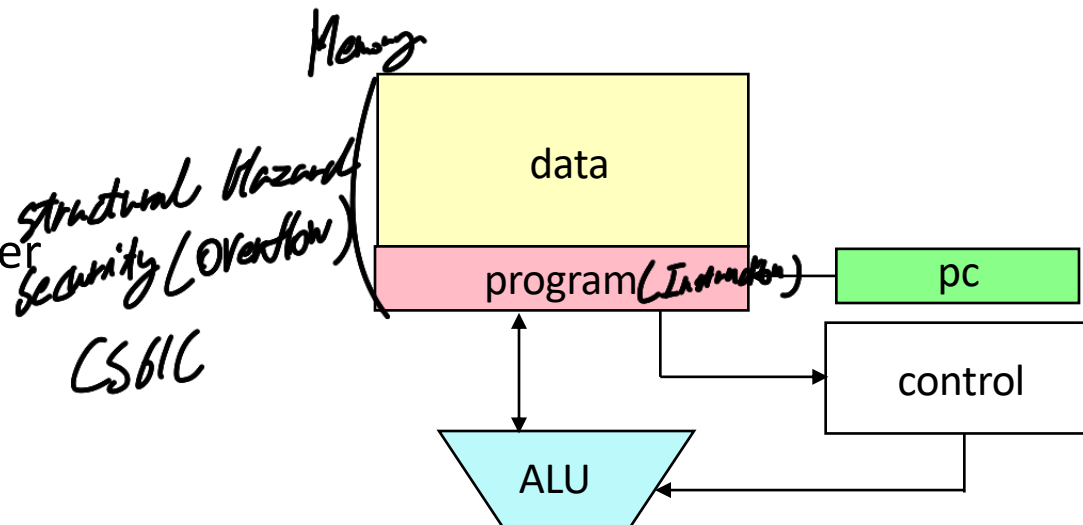 Memory
data
structural Hazard
er
security (Overflow)
program (Instruction)
pc
CS61C
control
ALU